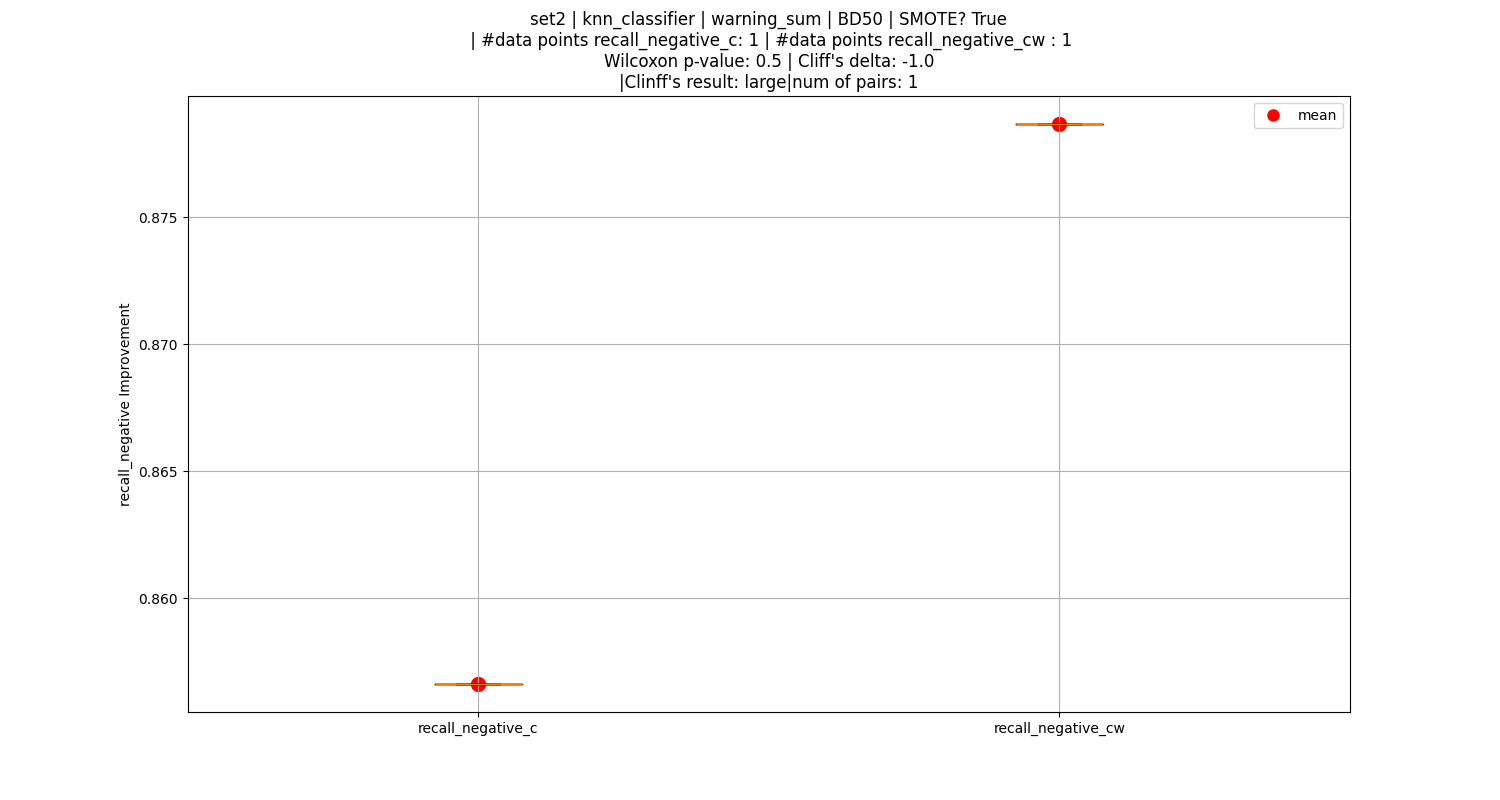 set2 | knn_classifier | warning_sum | BD50 | SMOTE? True
| #data points recall_negative_c: 1 | #data points recall_negative_cw : 1
Wilcoxon p-value: 0.5 | Cliff's delta: -1.0
|Clinff's result: large|num of pairs: 1
mean
0.875
0.870
0.865
0.860
recall_negative Improvement
recall_negative_c
recall_negative_cw